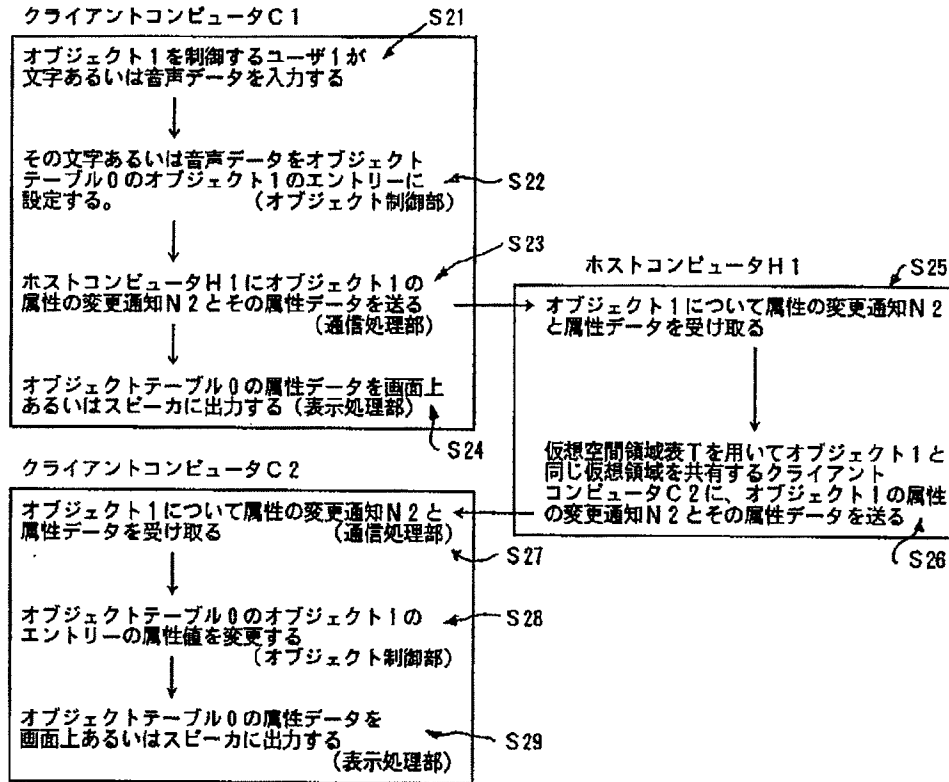 クライアントコンピュータC1
S21
オブジェクト1を制御するユーザ1が
文字あるいは音声データを入力する
その文字あるいは音声データをオブジェクト
テーブル0のオブジェクト1のエントリーに
設定する。 (オブジェクト制御部)
S22
S23
ホストコンピュータH1にオブジェクト1の
属性の変更通知N2とその属性データを送る
(通信処理部)
オブジェクトテーブル0の属性データを画面上
あるいはスピーカに出力する (表示処理部)
S24
ホストコンピュータH1
S25
オブジェクト1について属性の変更通知N2
と属性データを受け取る
仮想空間領域表Tを用いてオブジェクト1と
同じ仮想領域を共有するクライアント
コンピュータC2に、オブジェクト1の属性
の変更通知N2とその属性データを送る
S26
クライアントコンピュータC2
オブジェクト1について属性の変更通知N2と
属性データを受け取る (通信処理部)
S27
オブジェクトテーブル0のオブジェクト1の
エントリーの属性値を変更する
(オブジェクト制御部)
S28
オブジェクトテーブル0の属性データを
画面上あるいはスピーカに出力する
(表示処理部)
S29